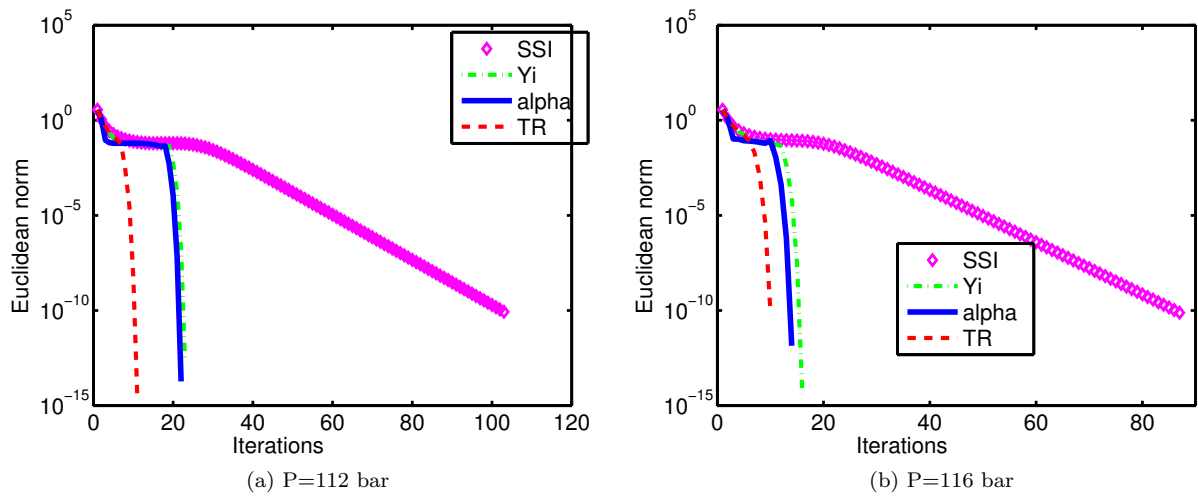 10^5
10^0
10^-5
10^-10
10^-15
Euclidean norm
0 20 40 60 80 100 120
Iterations
SSI
Yi
alpha
TR
(a) P=112 bar
10^5
10^0
10^-5
10^-10
10^-15
Euclidean norm
0 20 40 60 80
Iterations
SSI
Yi
alpha
TR
(b) P=116 bar